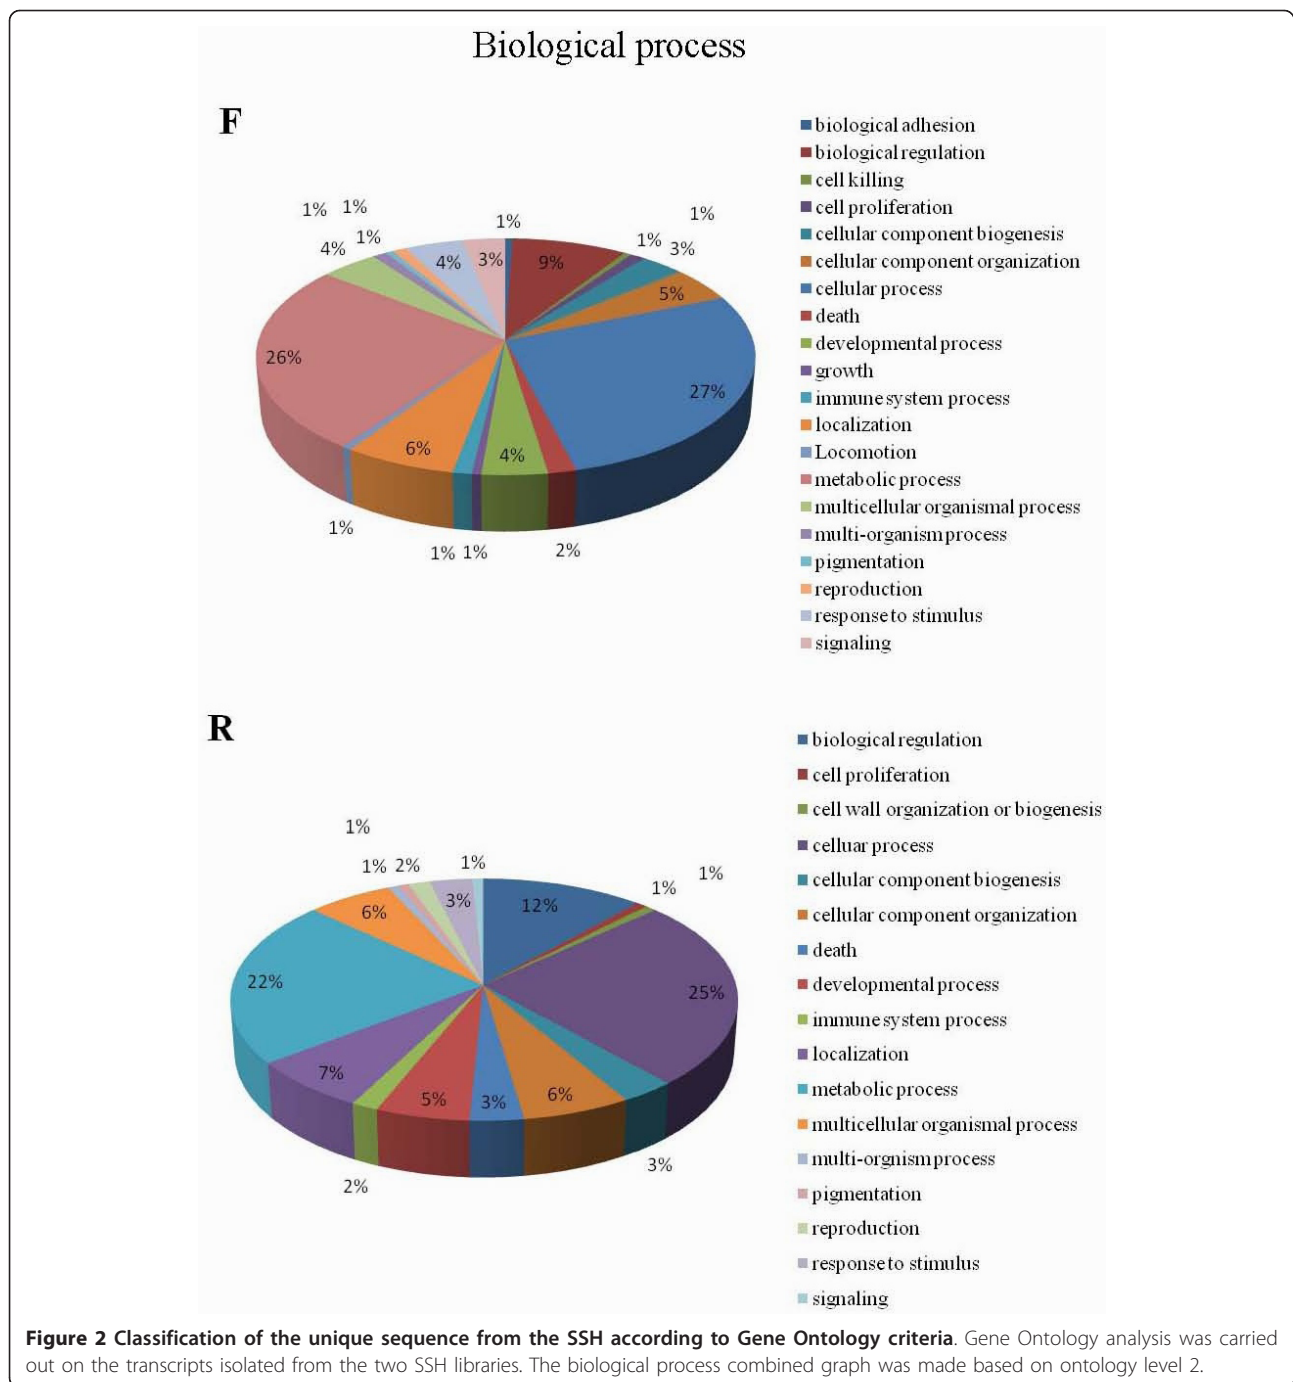 Biological process
F
1% 1% 1% 1%
4% 1% 4% 3% 9% 1% 3%
5%
26% 27%
6% 4%
1% 1% 1% 2%
biological adhesion
biological regulation
cell killing
cell proliferation
cellular component biogenesis
cellular component organization
cellular process
death
developmental process
growth
immune system process
localization
Locomotion
metabolic process
multicellular organismal process
multi-organism process
pigmentation
reproduction
response to stimulus
signaling
R
1%
1% 2% 1% 1% 1%
6% 3% 12%
22% 25%
7% 5% 3% 6%
2% 3%
biological regulation
cell proliferation
cell wall organization or biogenesis
celluar process
cellular component biogenesis
cellular component organization
death
developmental process
immune system process
localization
metabolic process
multicellular organismal process
multi-orgnism process
pigmentation
reproduction
response to stimulus
signaling
Figure 2 Classification of the unique sequence from the SSH according to Gene Ontology criteria. Gene Ontology analysis was carried
out on the transcripts isolated from the two SSH libraries. The biological process combined graph was made based on ontology level 2.